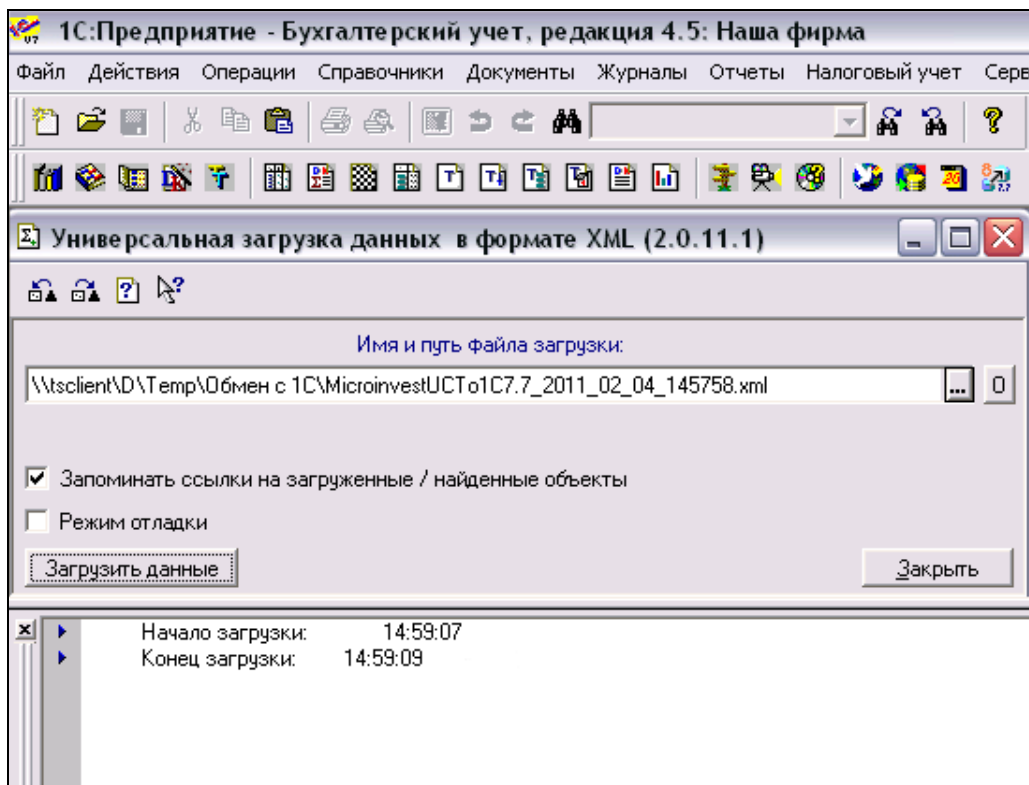 1С:Предприятие - Бухгалтерский учет, редакция 4.5: Наша фирма
Файл Действия Операции Справочники Документы Журналы Отчеты Налоговый учет Серв
Универсальная загрузка данных в формате XML (2.0.11.1)
Имя и путь файла загрузки:
\\tsclient\D\Temp\Обмен с 1С\MicroinvestUCTo1C7.7_2011_02_04_145758.xml ... О
Запоминать ссылки на загруженные / найденные объекты
Режим отладки
Загрузить данные Закрыть
Начало загрузки: 14:59:07
Конец загрузки: 14:59:09